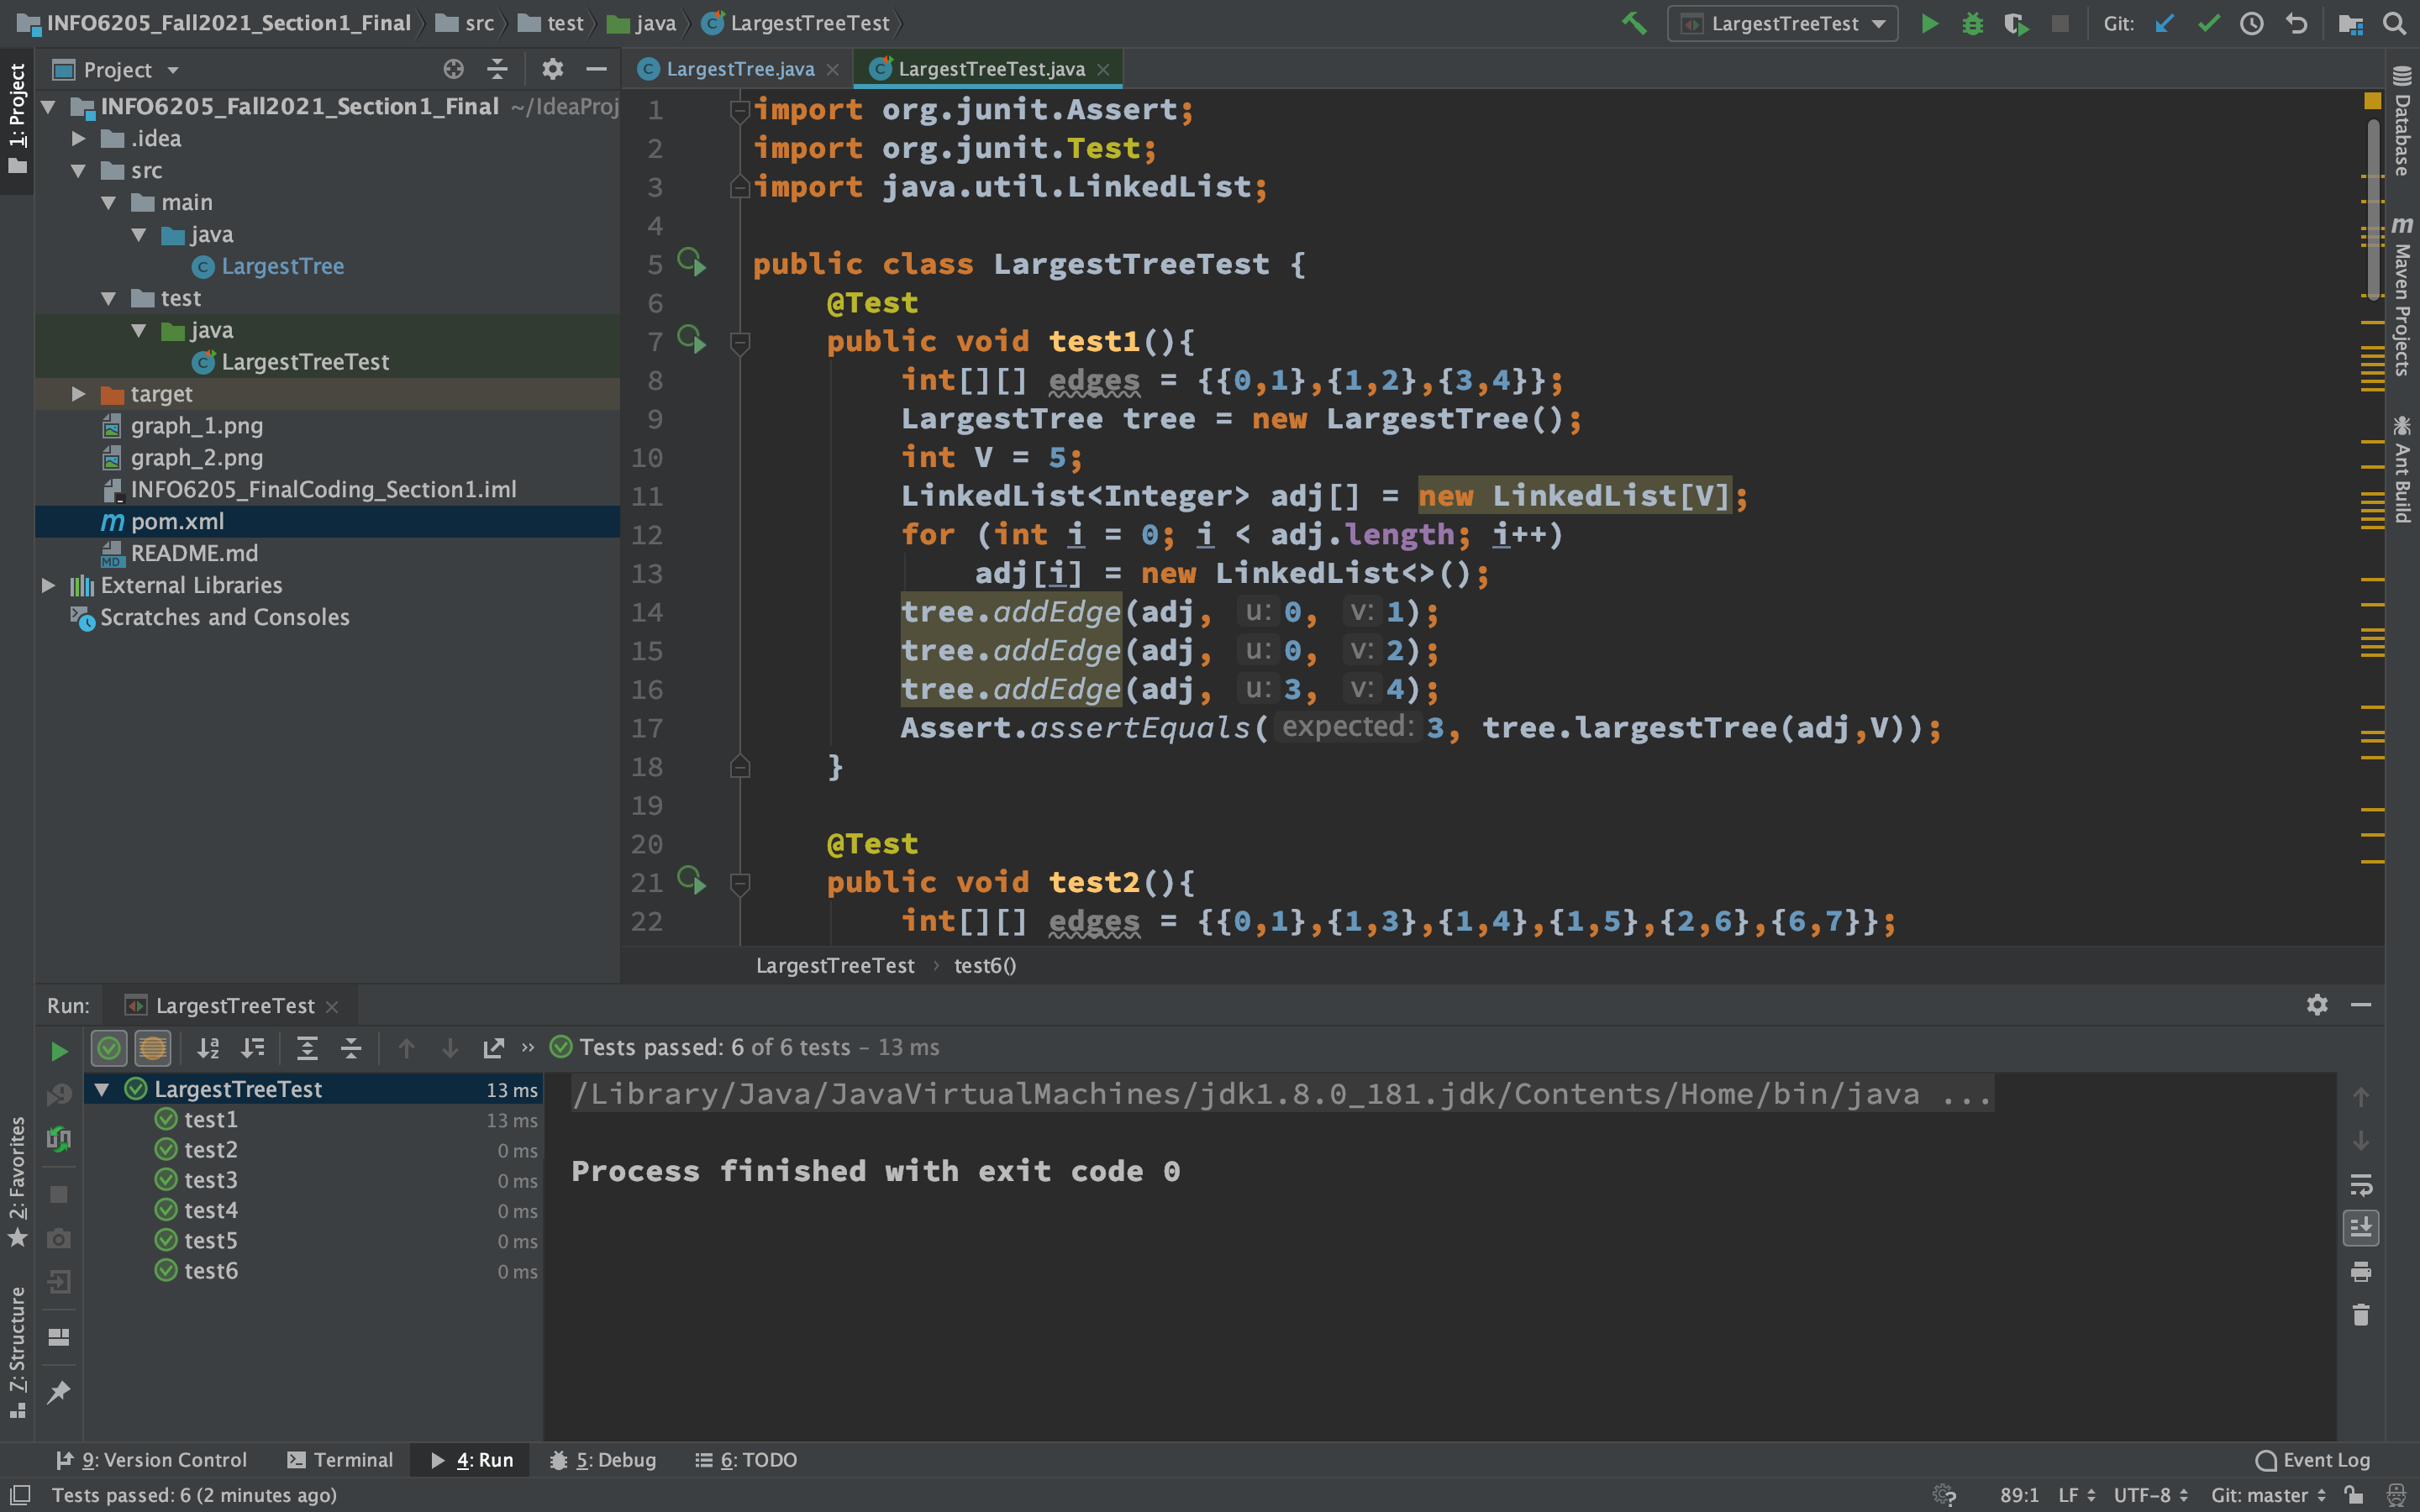 INFO6205_Fall2021_Section1_Final src test java LargestTreeTest LargestTreeTest Git:
1: Project
Project
LargestTree.java LargestTreeTest.java
INFO6205_Fall2021_Section1_Final ~/IdeaProj
.idea
src
main
java
LargestTree
test
java
LargestTreeTest
target
graph_1.png
graph_2.png
INFO6205_FinalCoding_Section1.iml
pom.xml
README.md
External Libraries
Scratches and Consoles
1 import org.junit.Assert;
2 import org.junit.Test;
3 import java.util.LinkedList;
4
5 public class LargestTreeTest {
6 @Test
7 public void test1(){
8 int[][] edges = {{0,1},{1,2},{3,4}};
9 LargestTree tree = new LargestTree();
10 int V = 5;
11 LinkedList<Integer> adj[] = new LinkedList[V];
12 for (int i = 0; i < adj.length; i++)
13 adj[i] = new LinkedList<>();
14 tree.addEdge(adj, u: 0, v: 1);
15 tree.addEdge(adj, u: 0, v: 2);
16 tree.addEdge(adj, u: 3, v: 4);
17 Assert.assertEquals( expected: 3, tree.largestTree(adj,V));
18 }
19
20 @Test
21 public void test2(){
22 int[][] edges = {{0,1},{1,3},{1,4},{1,5},{2,6},{6,7}};
LargestTreeTest › test6()
Database
Maven Projects
Ant Build
Run: LargestTreeTest
Tests passed: 6 of 6 tests – 13 ms
LargestTreeTest 13 ms
test1 13 ms
test2 0 ms
test3 0 ms
test4 0 ms
test5 0 ms
test6 0 ms
/Library/Java/JavaVirtualMachines/jdk1.8.0_181.jdk/Contents/Home/bin/java ...
Process finished with exit code 0
2: Favorites
7: Structure
9: Version Control Terminal 4: Run 5: Debug 6: TODO Event Log
Tests passed: 6 (2 minutes ago) 89:1 LF UTF-8 Git: master